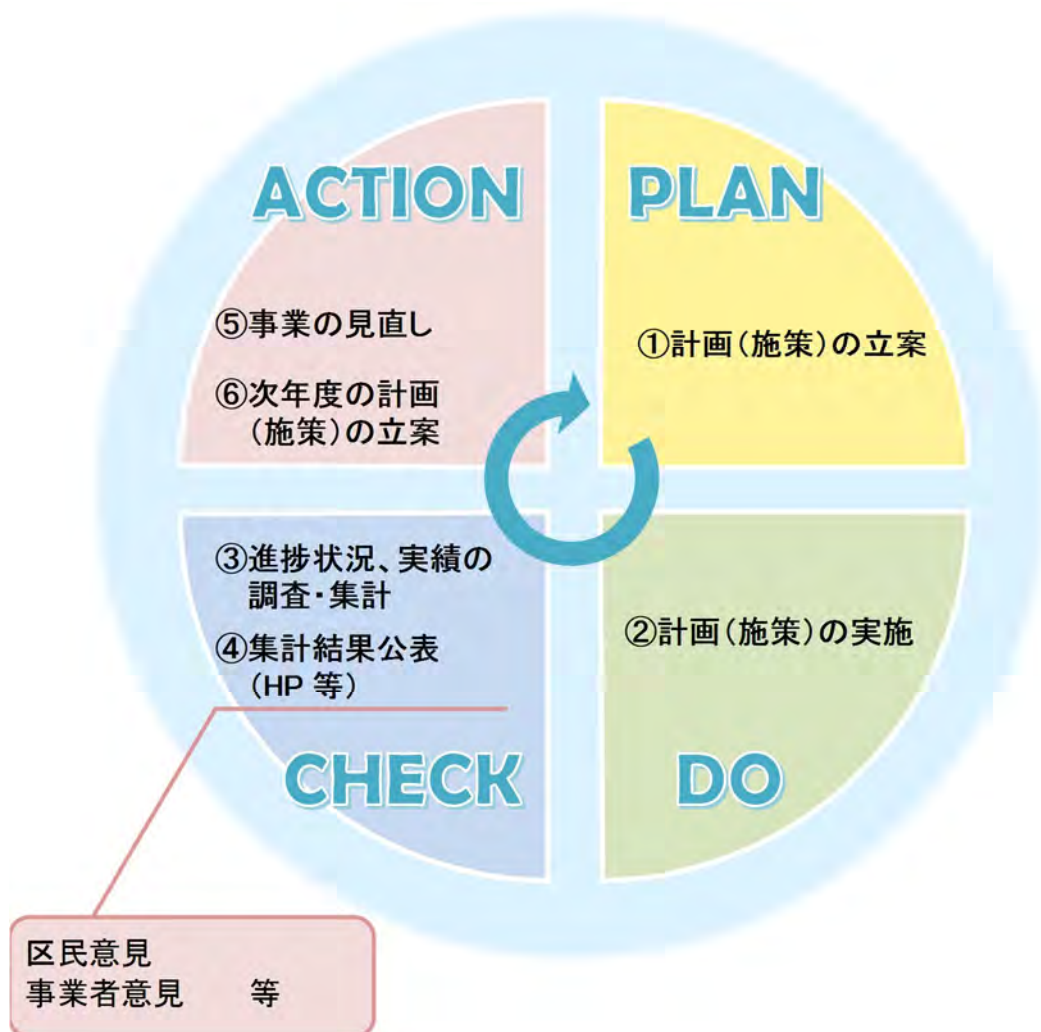 ACTION
⑤事業の見直し
⑥次年度の計画
(施策)の立案
PLAN
①計画(施策)の立案
③進捗状況、実績の
調査・集計
④集計結果公表
(HP 等)
CHECK
②計画(施策)の実施
DO
区民意見
事業者意見　　等